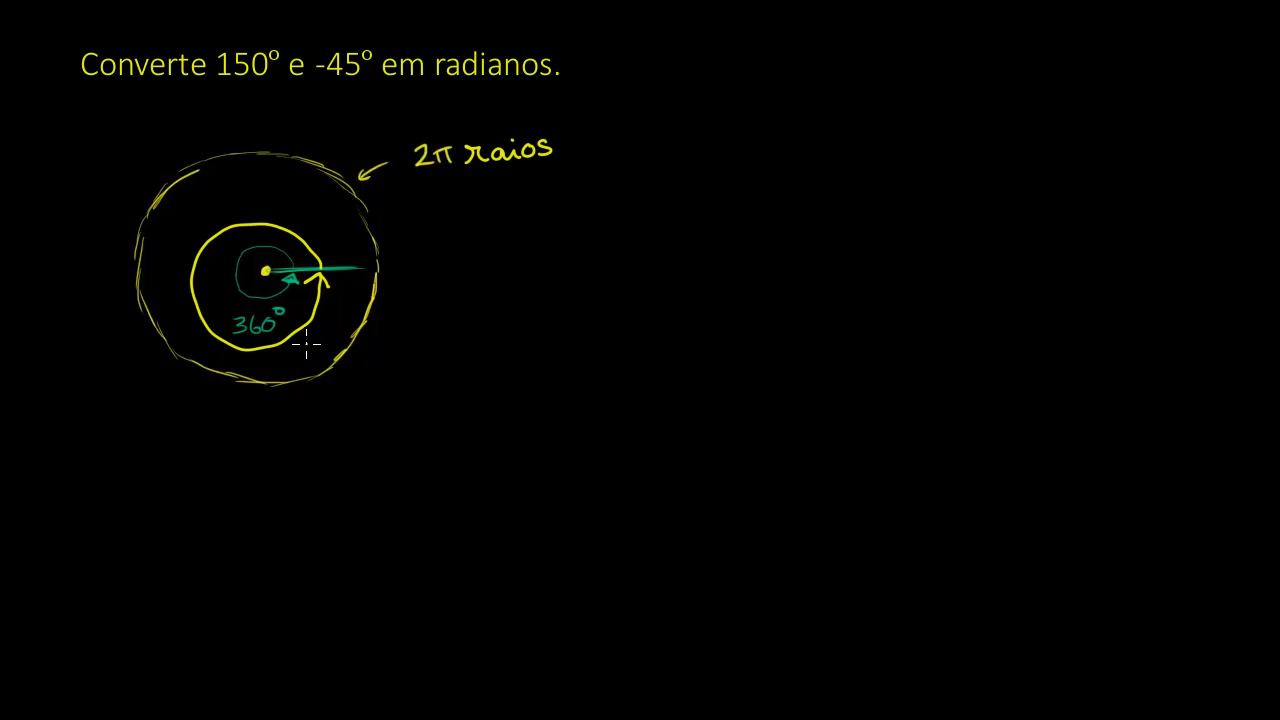 Converte 150º e -45º em radianos.
2π raios
360º